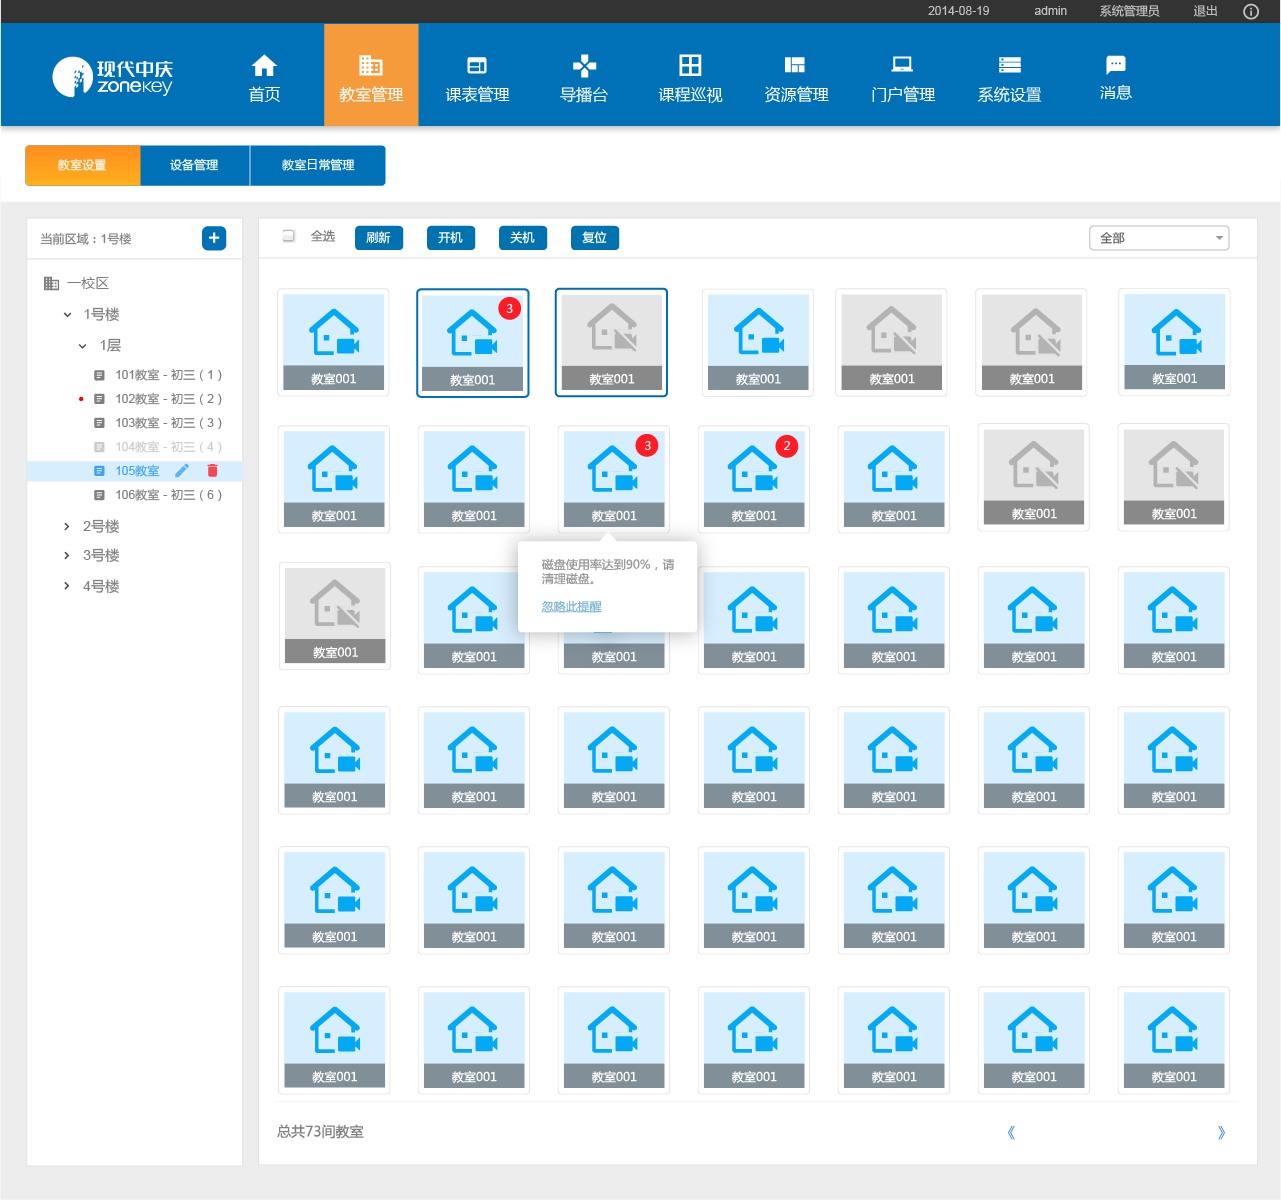 2014-08-19 admin 系统管理员 退出
现代中庆
zonekey
首页 教室管理 课表管理 导播台 课程巡视 资源管理 门户管理 系统设置 消息
教室设置 设备管理 教室日常管理
当前区域：1号楼
一校区
1号楼
1层
101教室 - 初三（1）
102教室 - 初三（2）
103教室 - 初三（3）
104教室 - 初三（4）
105教室
106教室 - 初三（6）
2号楼
3号楼
4号楼
全选 刷新 开机 关机 复位 全部
3
教室001 教室001 教室001 教室001 教室001 教室001 教室001
3 2
教室001 教室001 教室001 教室001 教室001 教室001 教室001
磁盘使用率达到90%，请
清理磁盘。
忽略此提醒
教室001 教室001 教室001 教室001 教室001 教室001 教室001
教室001 教室001 教室001 教室001 教室001 教室001 教室001
教室001 教室001 教室001 教室001 教室001 教室001 教室001
教室001 教室001 教室001 教室001 教室001 教室001 教室001
总共73间教室 《 》